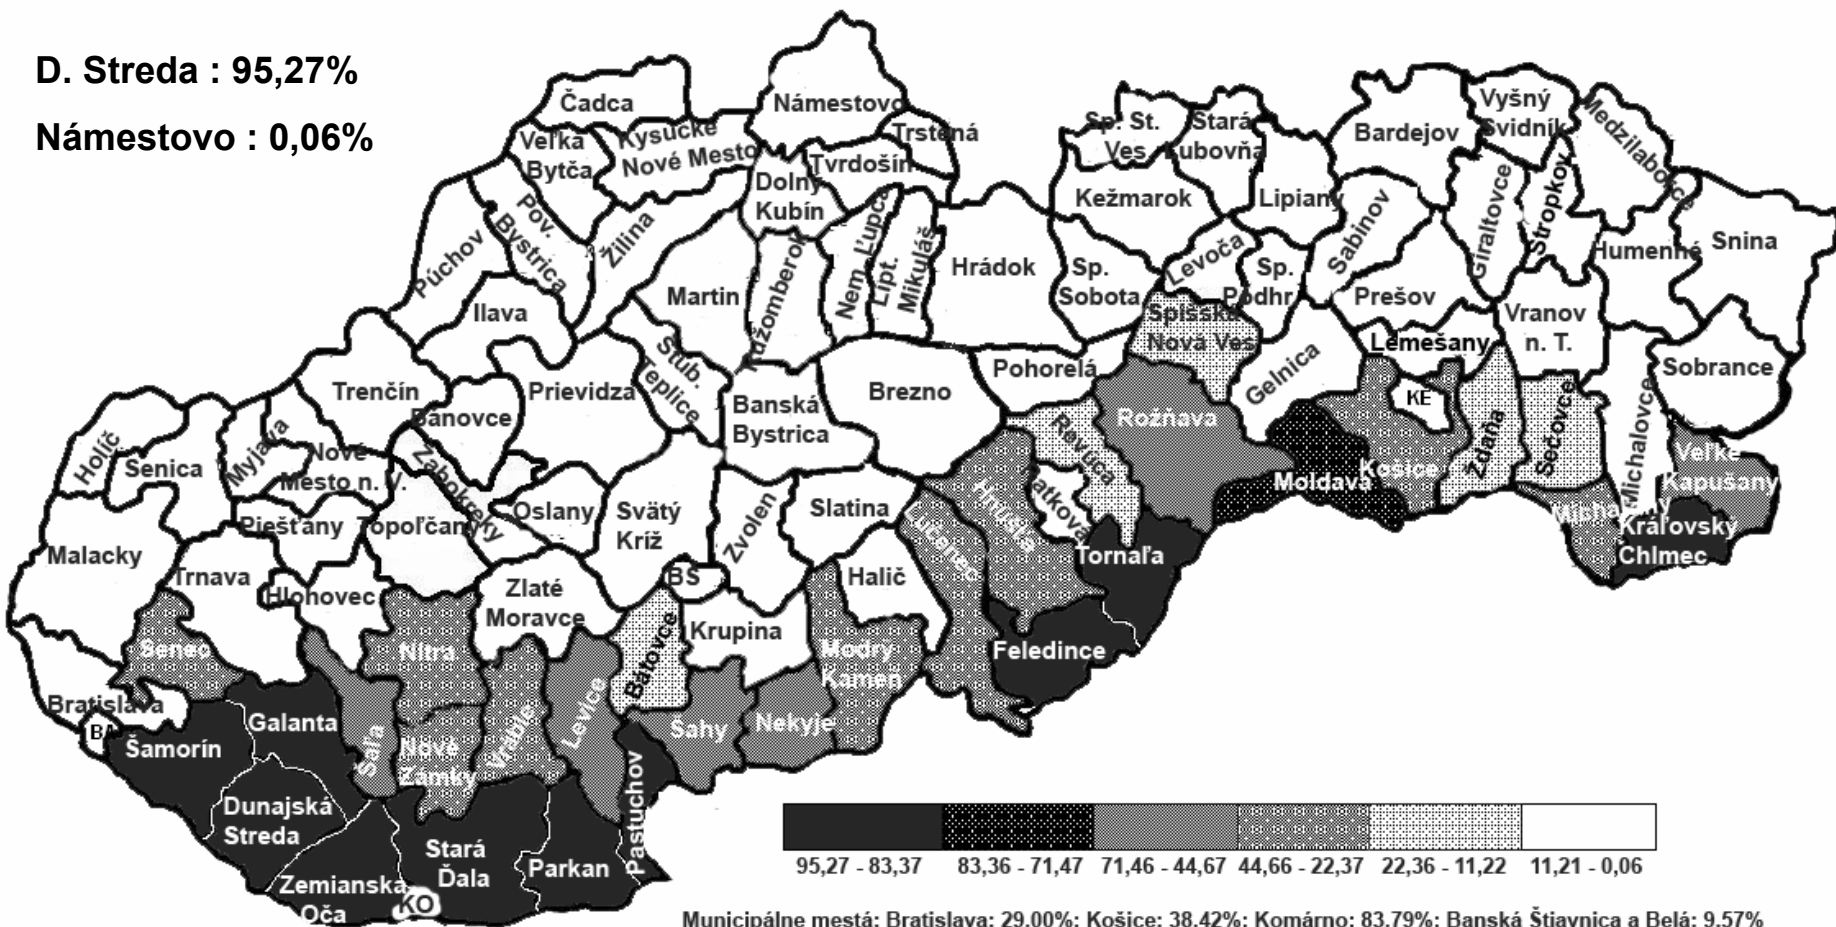 D. Streda : 95,27%
Námestovo : 0,06%
Čadca
Námestovo
Trstená
Veľká
Bytča
Kysucké
Nové Mesto
Tvrdošín
Dolný
Kubín
Sp. St.
Ves
Stará
Ľubovňa
Bardejov
Vyšný
Svidník
Medzilaborce
Kežmarok
Lipiany
Sabinov
Giraltovce
Stropkov
Humenné
Snina
Púchov
Pov.
Bystrica
Žilina
Martin
Ružomberok
Nem. Ľupča
Lipt.
Mikuláš
Hrádok
Sp.
Sobota
Levoča
Sp.
Podhr.
Prešov
Vranov
n. T.
Ilava
Spišská
Nová Ves
Lemešany
Sobrance
Trenčín
Bánovce
Prievidza
Štub.
Teplice
Banská
Bystrica
Brezno
Pohorelá
Gelnica
KE
Rožňava
Revúca
Holíč
Senica
Myjava
Nové
Mesto n. V.
Žabokreky
Oslany
Svätý
Kríž
Zvolen
Slatina
Lučenec
Hnúšťa
Ratková
Moldava
Košice
Ždaňa
Sečovce
Michalovce
Veľké
Kapušany
Michaľany
Kráľovský
Chlmec
Malacky
Piešťany
Topoľčany
Trnava
Hlohovec
Zlaté
Moravce
BŠ
Halič
Tornaľa
Senec
Nitra
Bátovce
Krupina
Modrý
Kameň
Feledince
Bratislava
BA
Šamorín
Galanta
Šaľa
Nové
Zámky
Vráble
Levice
Šahy
Nekyje
Dunajská
Streda
Zemianska
Oča
KO
Stará
Ďala
Parkan
Pastuchov
95,27 - 83,37 83,36 - 71,47 71,46 - 44,67 44,66 - 22,37 22,36 - 11,22 11,21 - 0,06
Municipálne mestá: Bratislava: 29,00%; Košice: 38,42%; Komárno: 83,79%; Banská Štiavnica a Belá: 9,57%